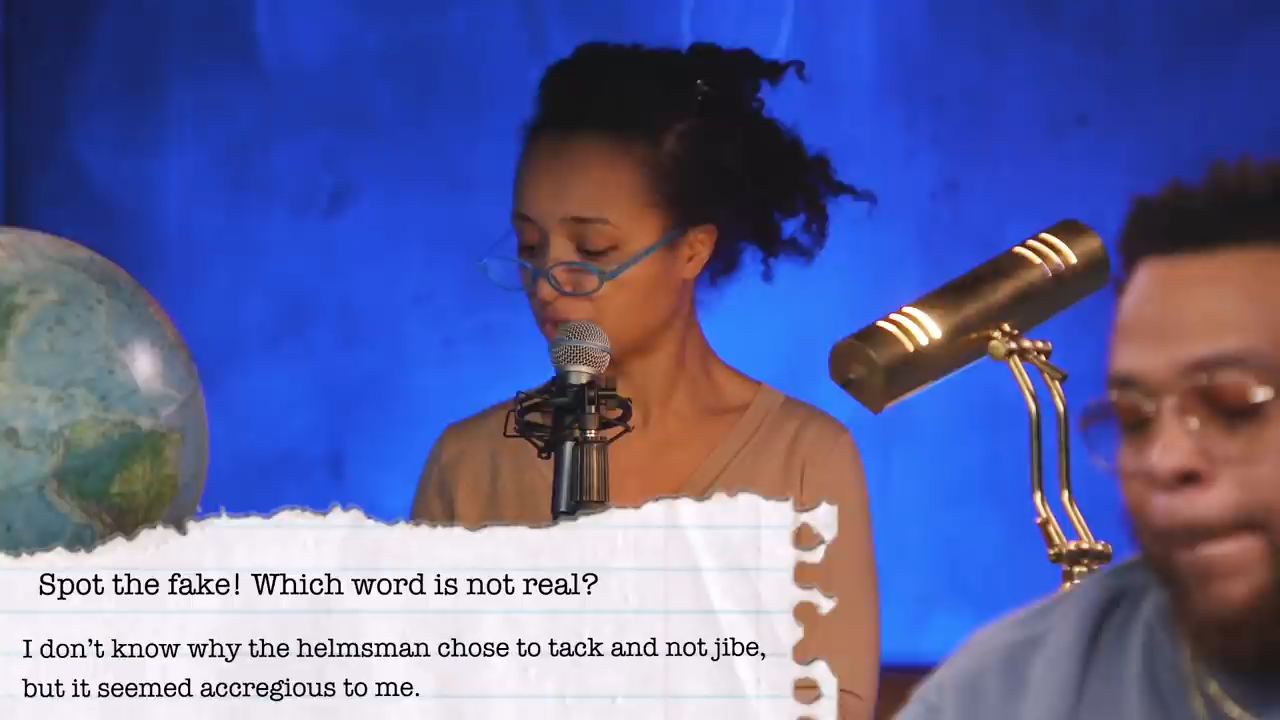 Spot the fake! Which word is not real?
I don't know why the helmsman chose to tack and not jibe,
but it seemed accregious to me.